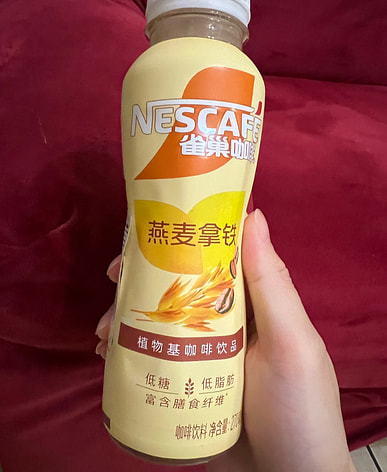 NESCAFÉ
雀巢咖啡
燕麦拿铁
植物基咖啡饮品
低糖 低脂肪
富含膳食纤维*
咖啡饮料 净含量: